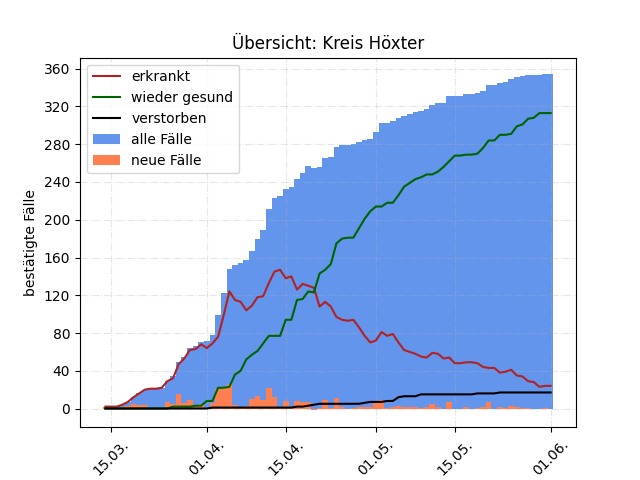 Übersicht: Kreis Höxter
erkrankt
wieder gesund
verstorben
alle Fälle
neue Fälle
bestätigte Fälle
360
320
280
240
200
160
120
80
40
0
15.03.
01.04.
15.04.
01.05.
15.05.
01.06.